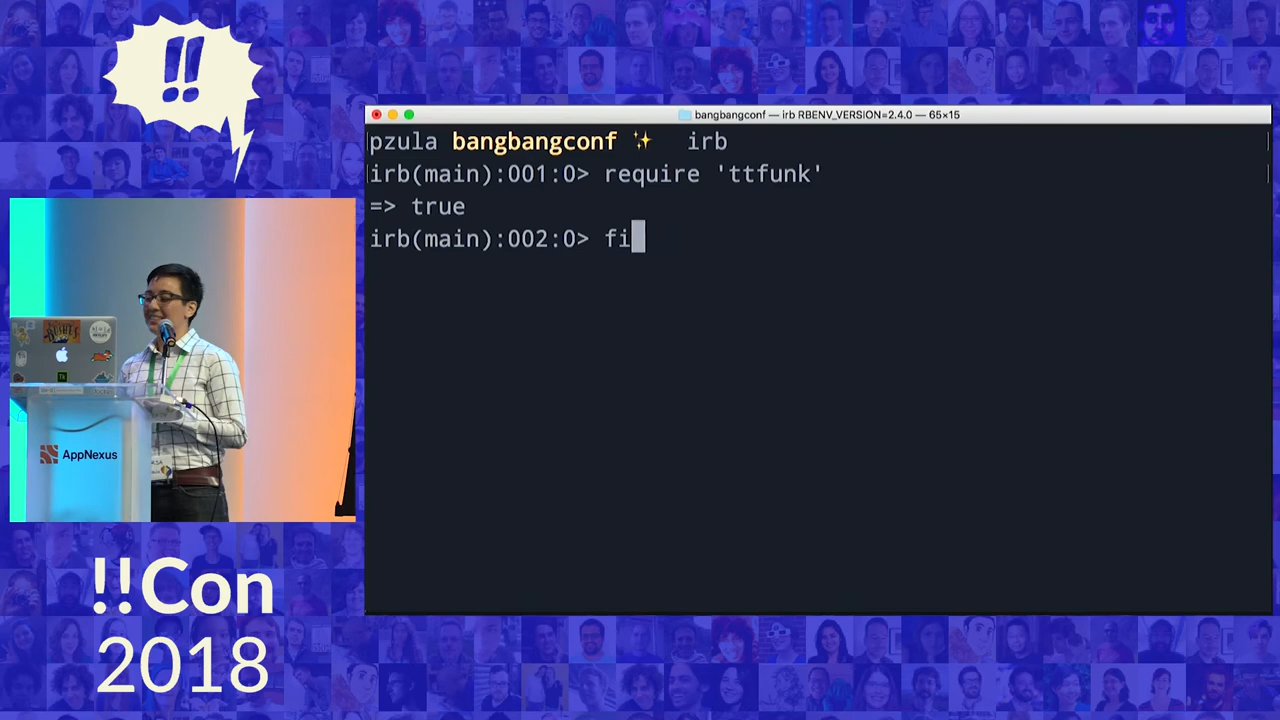 !!
bangbangconf — irb RBENV_VERSION=2.4.0 — 65×15
pzula bangbangconf ✨ irb
irb(main):001:0> require 'ttfunk'
=> true
irb(main):002:0> fi
AppNexus
!!Con
2018